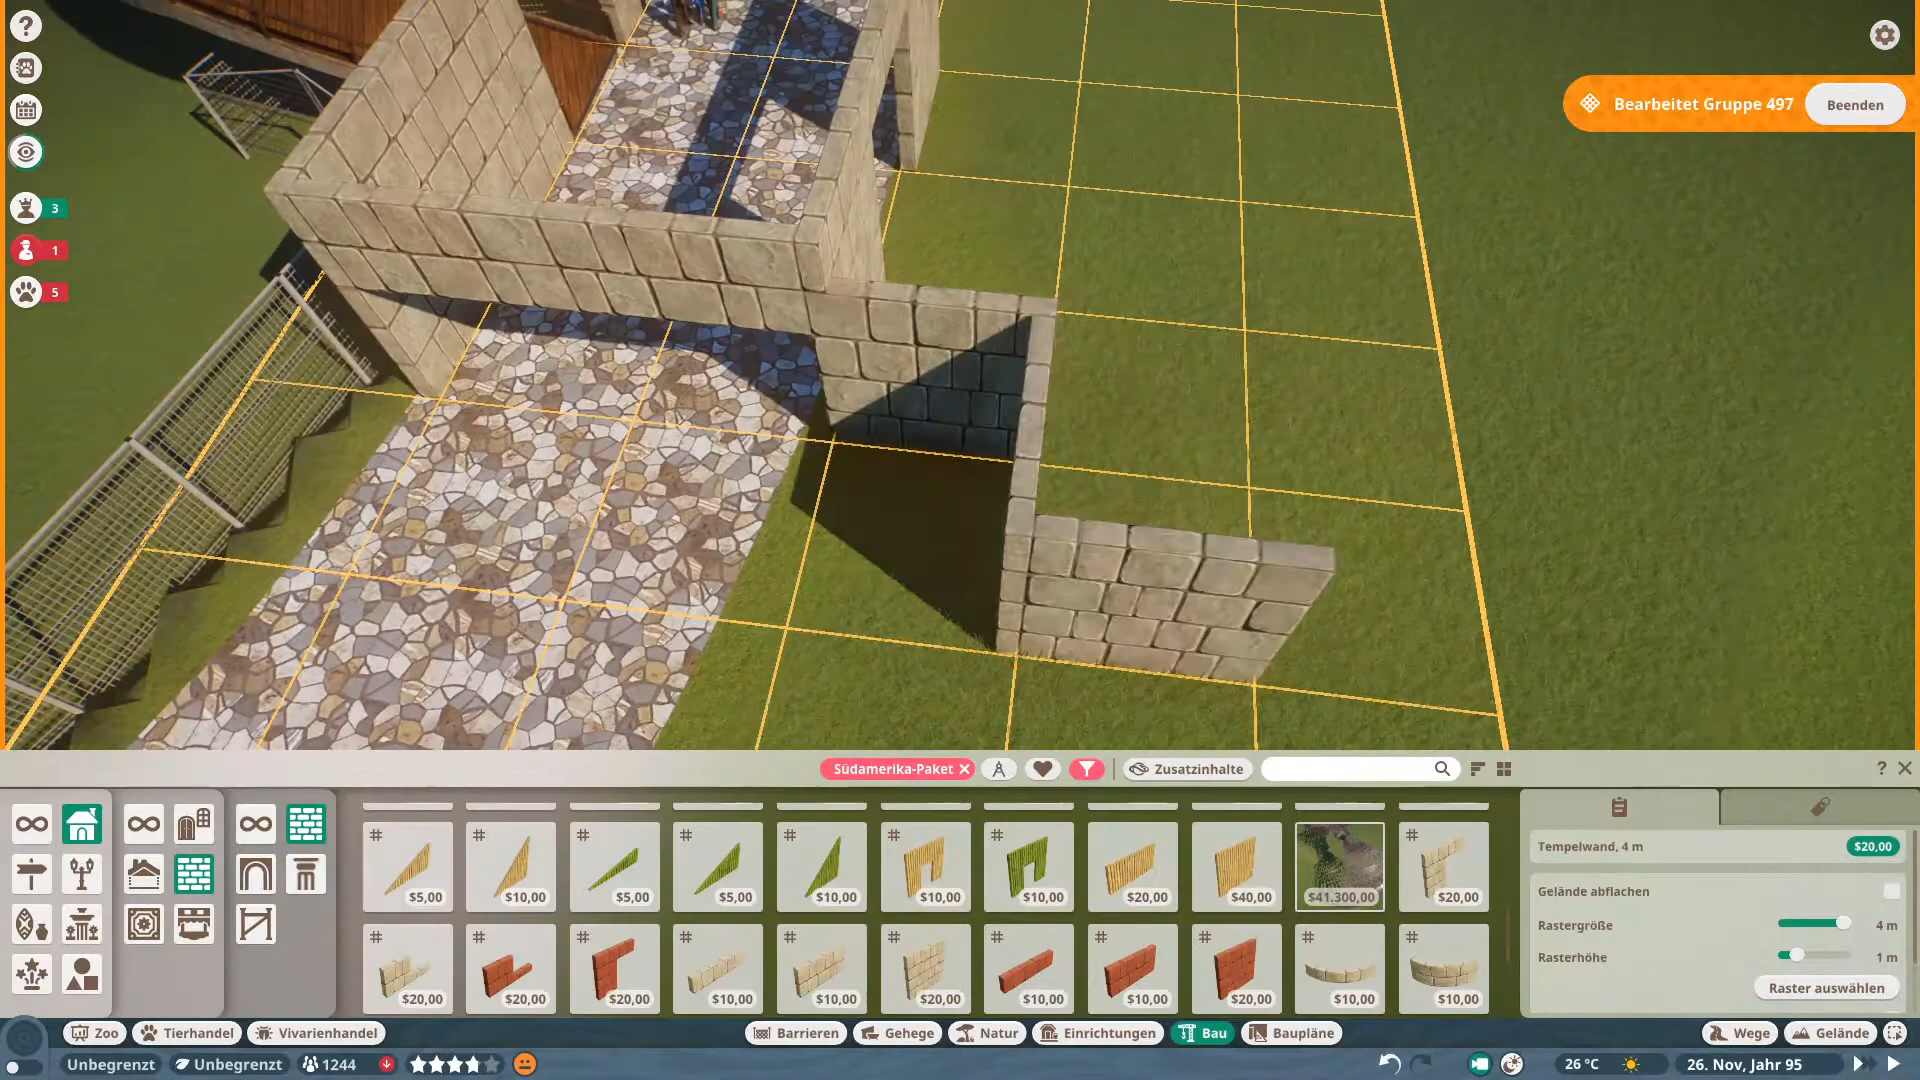 ?
3
1
5
Bearbeitet Gruppe 497
Beenden
Südamerika-Paket ×
Zusatzinhalte
? ×
$5,00
$10,00
$5,00
$5,00
$10,00
$10,00
$10,00
$20,00
$40,00
$41.300,00
$20,00
$20,00
$20,00
$20,00
$10,00
$10,00
$20,00
$10,00
$10,00
$20,00
$10,00
$10,00
Tempelwand, 4 m
$20,00
Gelände abflachen
Rastergröße
4 m
Rasterhöhe
1 m
Raster auswählen
Zoo
Tierhandel
Vivarienhandel
Barrieren
Gehege
Natur
Einrichtungen
Bau
Baupläne
Wege
Gelände
Unbegrenzt
Unbegrenzt
1244
26 °C
26. Nov, Jahr 95